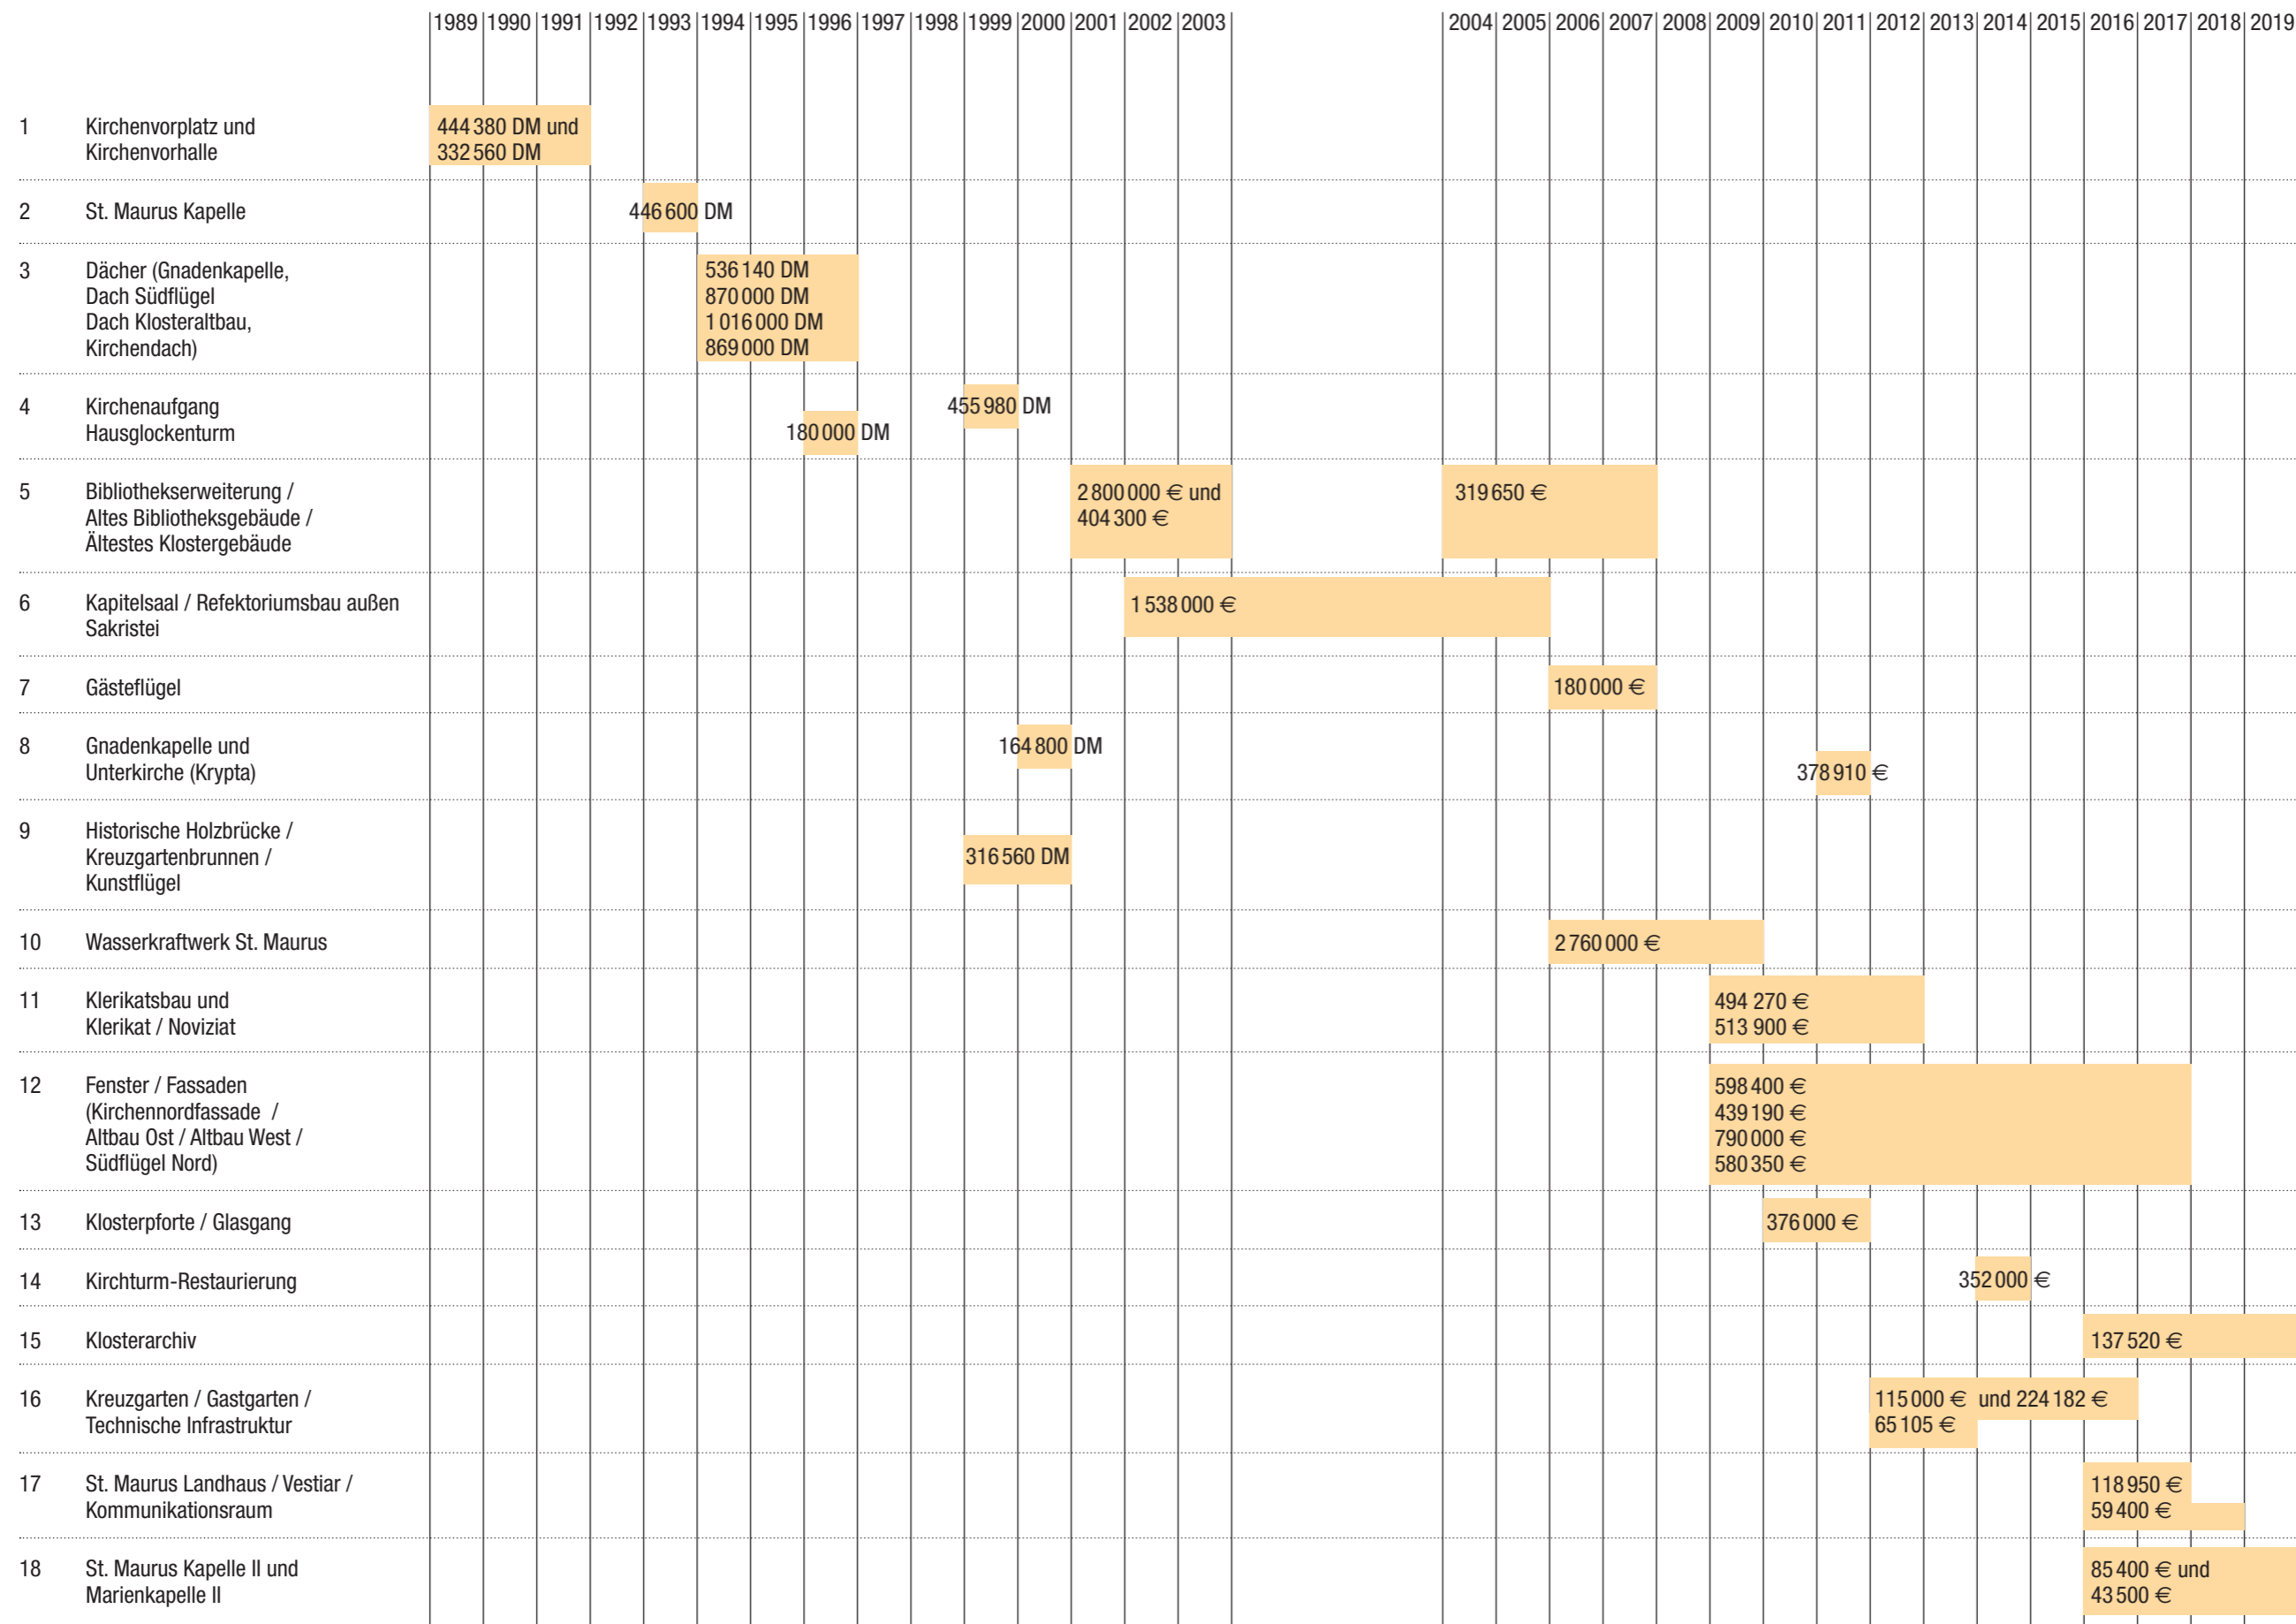 1989 1990 1991 1992 1993 1994 1995 1996 1997 1998 1999 2000 2001 2002 2003 2004 2005 2006 2007 2008 2009 2010 2011 2012 2013 2014 2015 2016 2017 2018 2019
1 Kirchenvorplatz und 444 380 DM und
Kirchenvorhalle 332 560 DM
2 St. Maurus Kapelle 446 600 DM
3 Dächer (Gnadenkapelle, 536 140 DM
Dach Südflügel 870 000 DM
Dach Klosteraltbau, 1 016 000 DM
Kirchendach) 869 000 DM
4 Kirchenaufgang 455 980 DM
Hausglockenturm 180 000 DM
5 Bibliothekserweiterung / 2 800 000 € und 319 650 €
Altes Bibliotheksgebäude / 404 300 €
Ältestes Klostergebäude
6 Kapitelsaal / Refektoriumsbau außen 1 538 000 €
Sakristei
7 Gästeflügel 180 000 €
8 Gnadenkapelle und 164 800 DM
Unterkirche (Krypta) 378 910 €
9 Historische Holzbrücke /
Kreuzgartenbrunnen / 316 560 DM
Kunstflügel
10 Wasserkraftwerk St. Maurus 2 760 000 €
11 Klerikatsbau und 494 270 €
Klerikat / Noviziat 513 900 €
12 Fenster / Fassaden 598 400 €
(Kirchennordfassade / 439 190 €
Altbau Ost / Altbau West / 790 000 €
Südflügel Nord) 580 350 €
13 Klosterpforte / Glasgang 376 000 €
14 Kirchturm-Restaurierung 352 000 €
15 Klosterarchiv 137 520 €
16 Kreuzgarten / Gastgarten / 115 000 € und 224 182 €
Technische Infrastruktur 65 105 €
17 St. Maurus Landhaus / Vestiar / 118 950 €
Kommunikationsraum 59 400 €
18 St. Maurus Kapelle II und 85 400 € und
Marienkapelle II 43 500 €